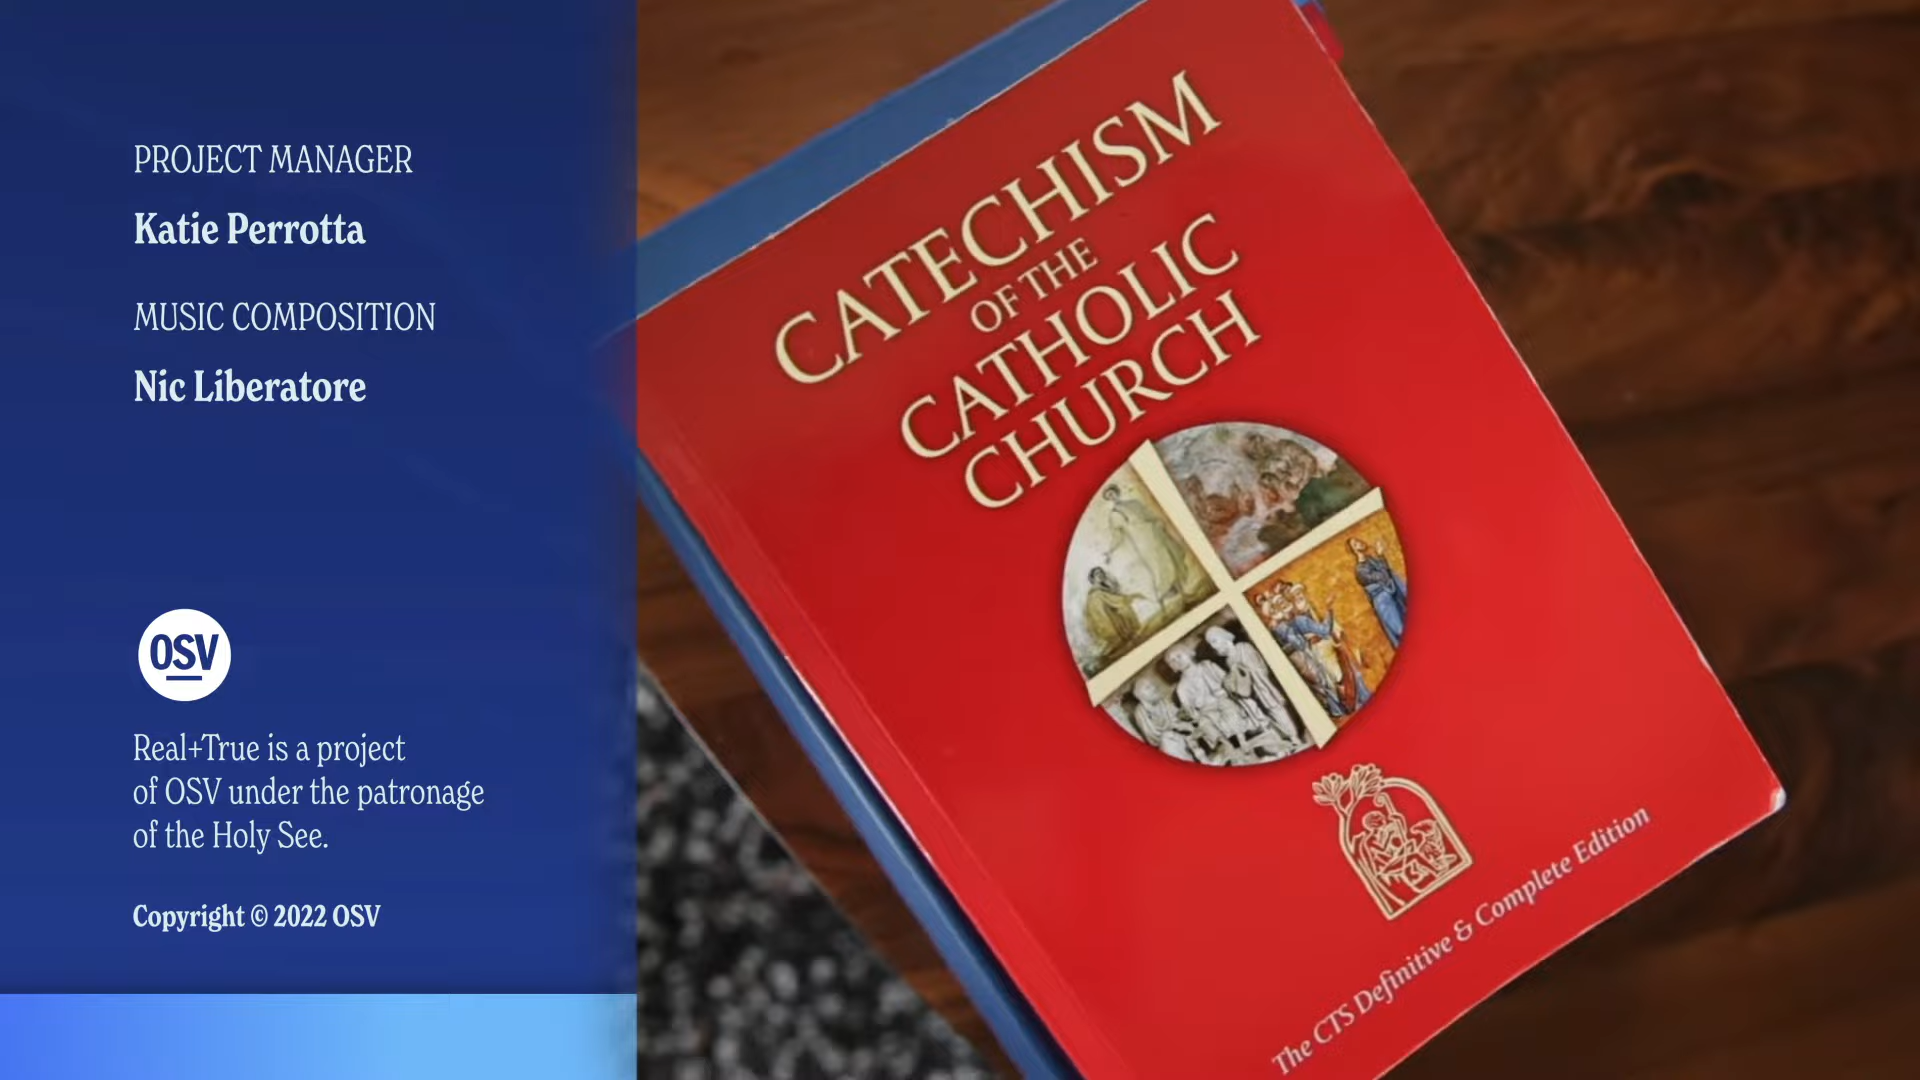 PROJECT MANAGER
Katie Perrotta
MUSIC COMPOSITION
Nic Liberatore
OSV
Real+True is a project
of OSV under the patronage
of the Holy See.
Copyright © 2022 OSV
CATECHISM
OF THE
CATHOLIC
CHURCH
The CTS Definitive & Complete Edition